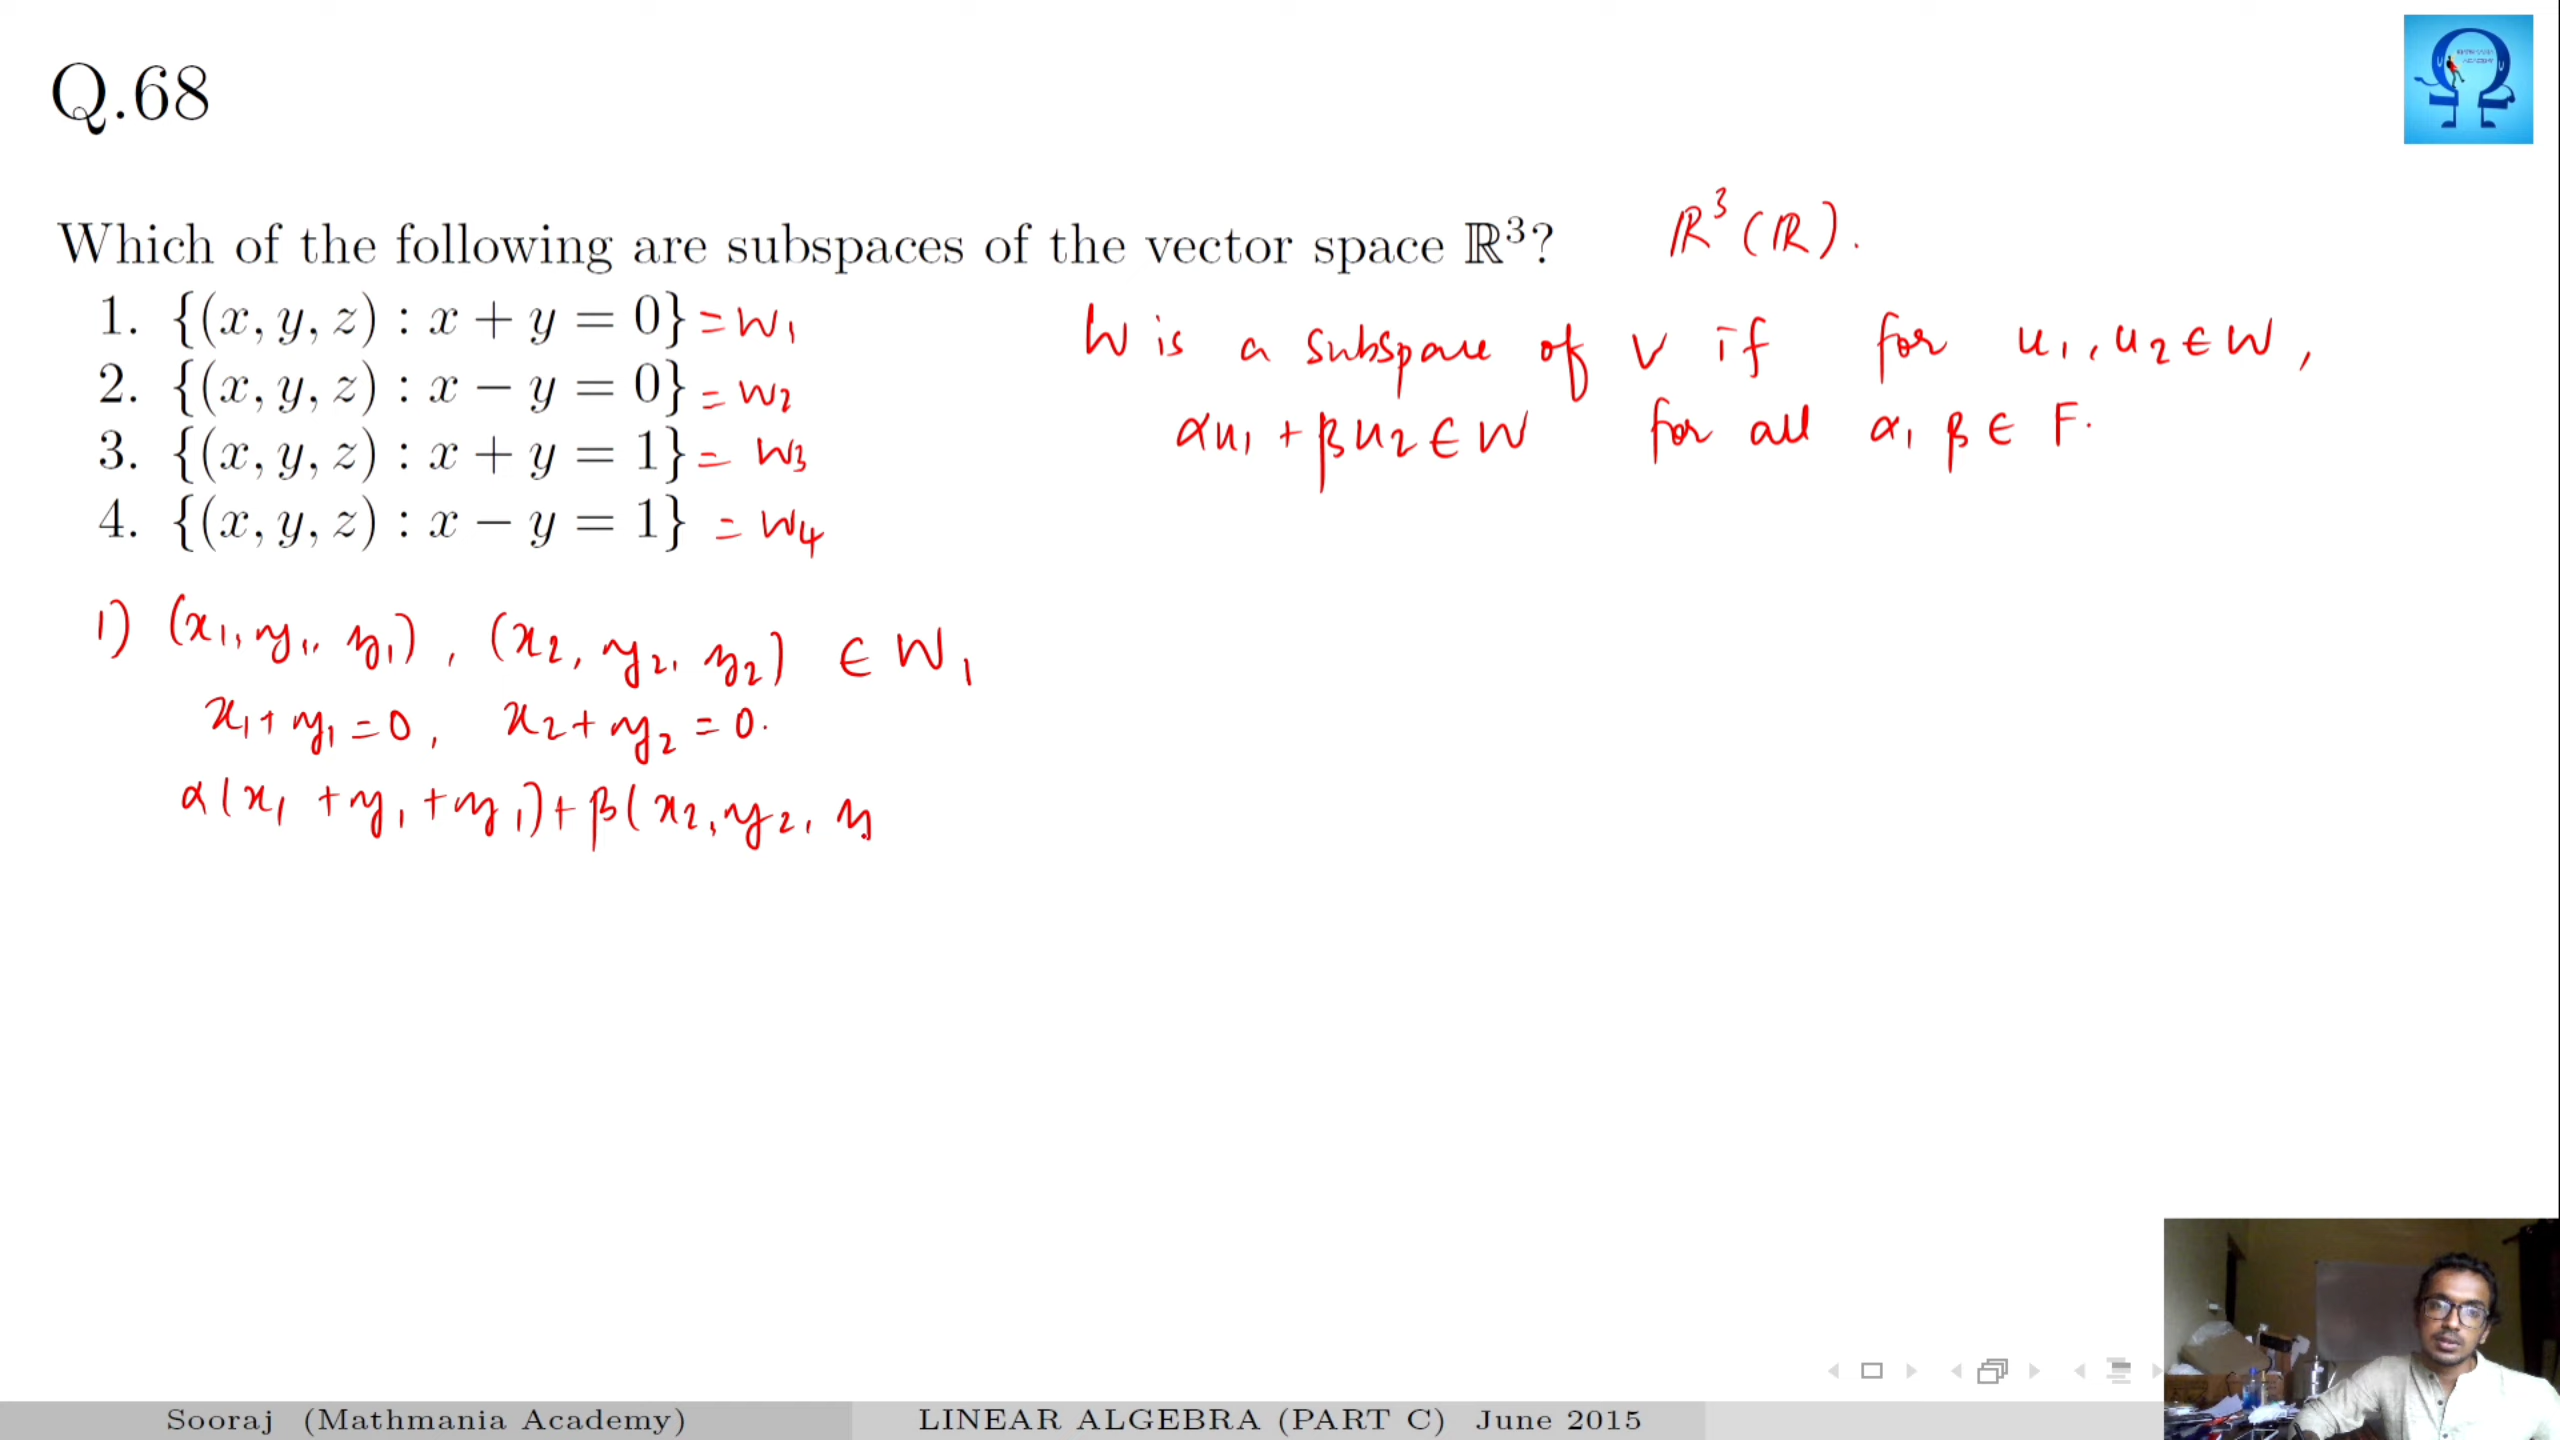 Q.68
Which of the following are subspaces of the vector space ℝ³? ℝ³(ℝ).
1. {(x, y, z) : x + y = 0} = W₁
2. {(x, y, z) : x − y = 0} = W₂
3. {(x, y, z) : x + y = 1} = W₃
4. {(x, y, z) : x − y = 1} = W₄
W is a subspace of V if for u₁, u₂ ∈ W,
αu₁ + βu₂ ∈ W for all α, β ∈ F.
1) (x₁, y₁, z₁), (x₂, y₂, z₂) ∈ W₁
x₁ + y₁ = 0, x₂ + y₂ = 0.
α(x₁ + y₁ + z₁) + β(x₂, y₂, z
Sooraj (Mathmania Academy) LINEAR ALGEBRA (PART C) June 2015